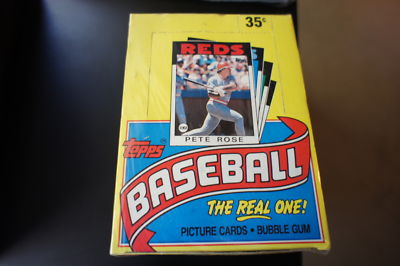 35¢
REDS
PETE ROSE
Topps
BASEBALL
THE REAL ONE!
PICTURE CARDS • BUBBLE GUM